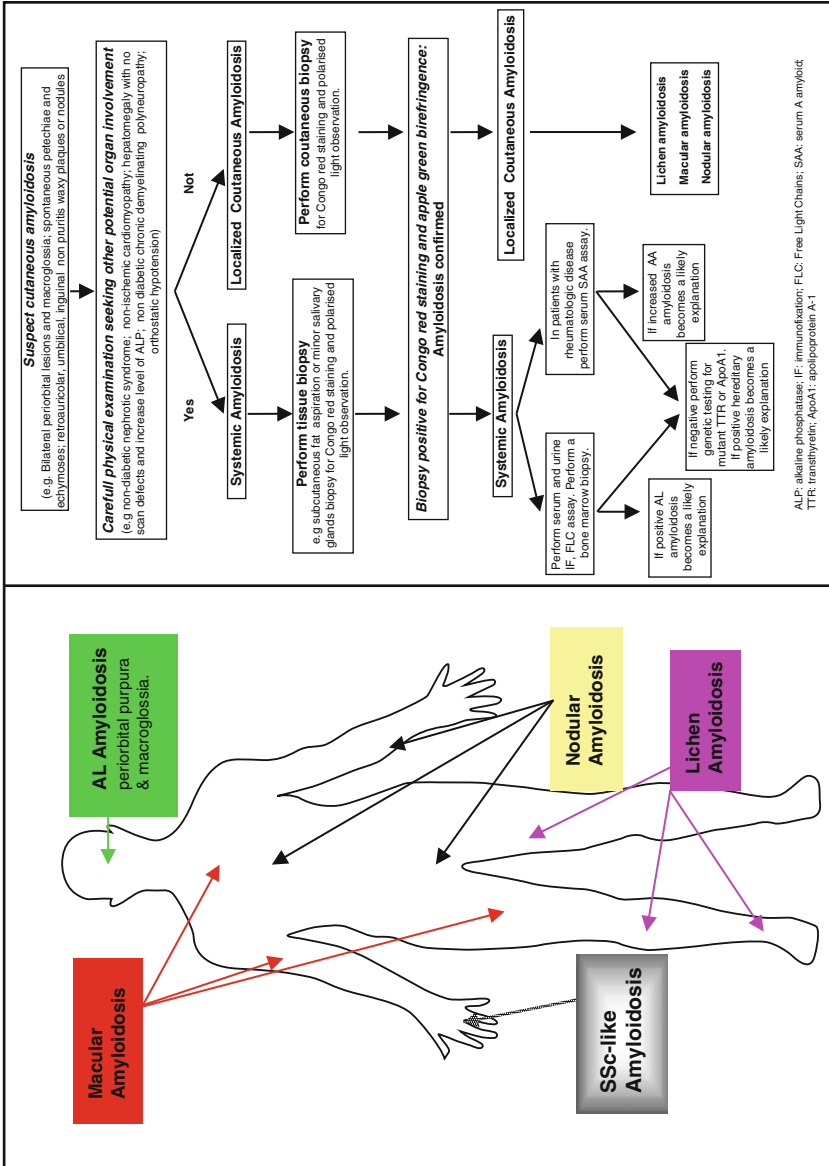 Macular
Amyloidosis
AL Amyloidosis
periorbital purpura
& macroglossia.
SSc-like
Amyloidosis
Nodular
Amyloidosis
Lichen
Amyloidosis
Suspect cutaneous amyloidosis
(e.g. Bilateral periorbital lesions and macroglossia; spontaneous petechiae and
echymoses; retroauricolar, umbilical, inguinal non pruritis waxy plaques or nodules
Carefull physical examination seeking other potential organ involvement
(e.g non-diabetic nephrotic syndrome; non-ischemic cardiomyopathy; hepatomegaly with no
scan defects and increase level of ALP; non diabetic chronic demyelinating polyneuropathy;
orthostatic hypotension)
Yes
Not
Systemic Amyloidosis
Localized Coutaneous Amyloidosis
Perform tissue biopsy
e.g subcutaneous fat aspiration or minor salivary
glands biopsy for Congo red staining and polarised
light observation.
Perform coutaneous biopsy
for Congo red staining and polarised
light observation.
Biopsy positive for Congo red staining and apple green birefringence:
Amyloidosis confirmed
Systemic Amyloidosis
Localized Coutaneous Amyloidosis
Perform serum and urine
IF, FLC assay. Perform a
bone marrow biopsy.
In patients with
rheumatologic disease
perform serum SAA assay.
If positive AL
amyloidosis
becomes a likely
explanation
If negative perform
genetic testing for
mutant TTR or ApoA1.
If positive hereditary
amyloidosis becomes a
likely explanation
If increased AA
amyloidosis
becomes a likely
explanation
Lichen amyloidosis
Macular amyloidosis
Nodular amyloidosis
ALP: alkaline phosphatase; IF: immunofixation; FLC: Free Light Chains; SAA: serum A amyloid;
TTR: transthyretin; ApoA1: apolipoprotein A-1